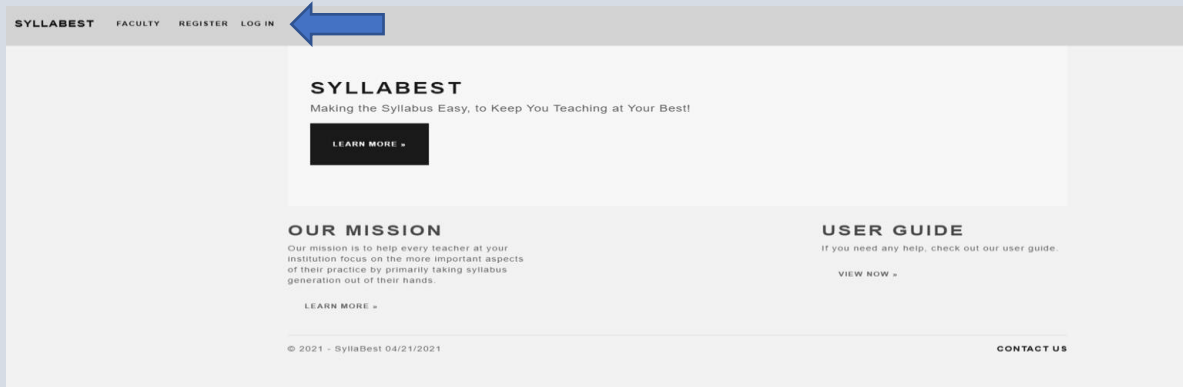 SYLLABEST FACULTY REGISTER LOG IN
SYLLABEST
Making the Syllabus Easy, to Keep You Teaching at Your Best!
LEARN MORE »
OUR MISSION
Our mission is to help every teacher at your
institution focus on the more important aspects
of their practice by primarily taking syllabus
generation out of their hands.
LEARN MORE »
USER GUIDE
If you need any help, check out our user guide.
VIEW NOW »
© 2021 - SyllaBest 04/21/2021
CONTACT US